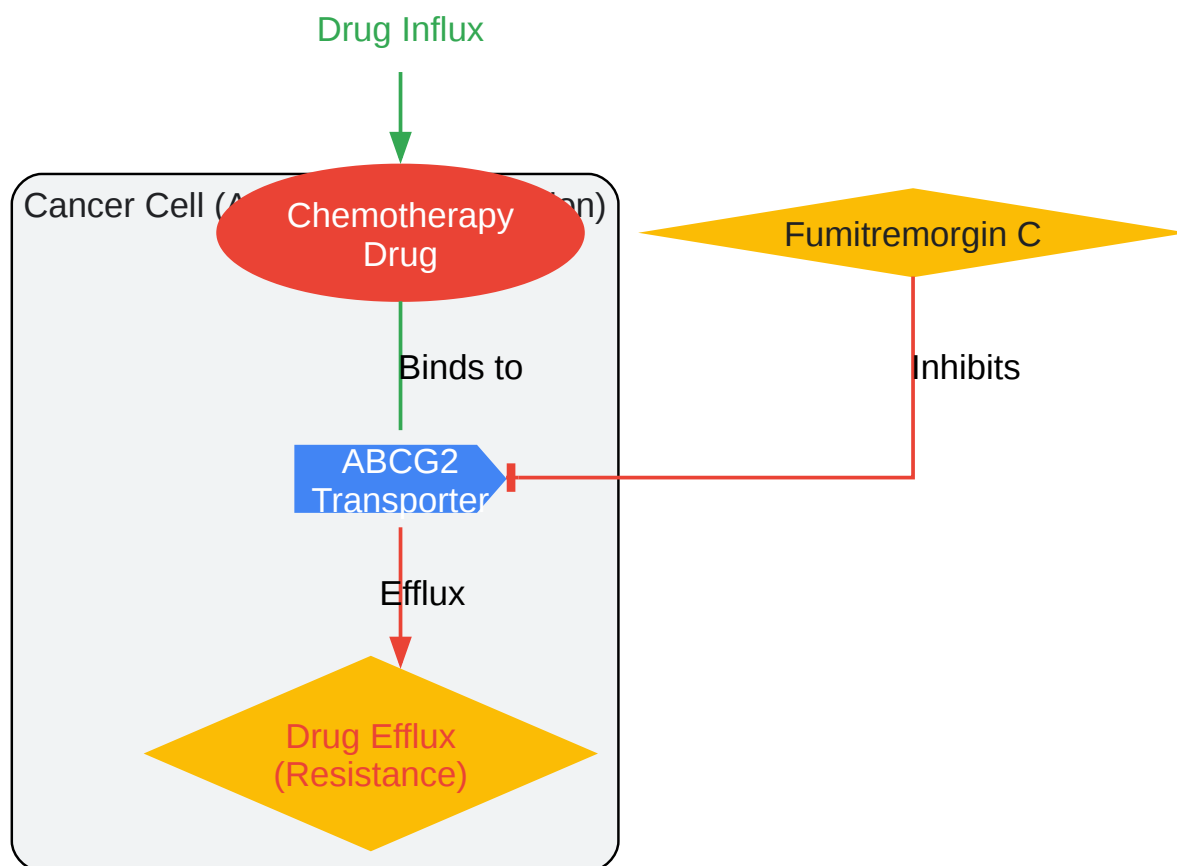 Drug Influx
Cancer Cell (
Chemotherapy
Drug
Fumitremorgin C
Binds to
Inhibits
ABCG2
Transporter
Efflux
Drug Efflux
(Resistance)